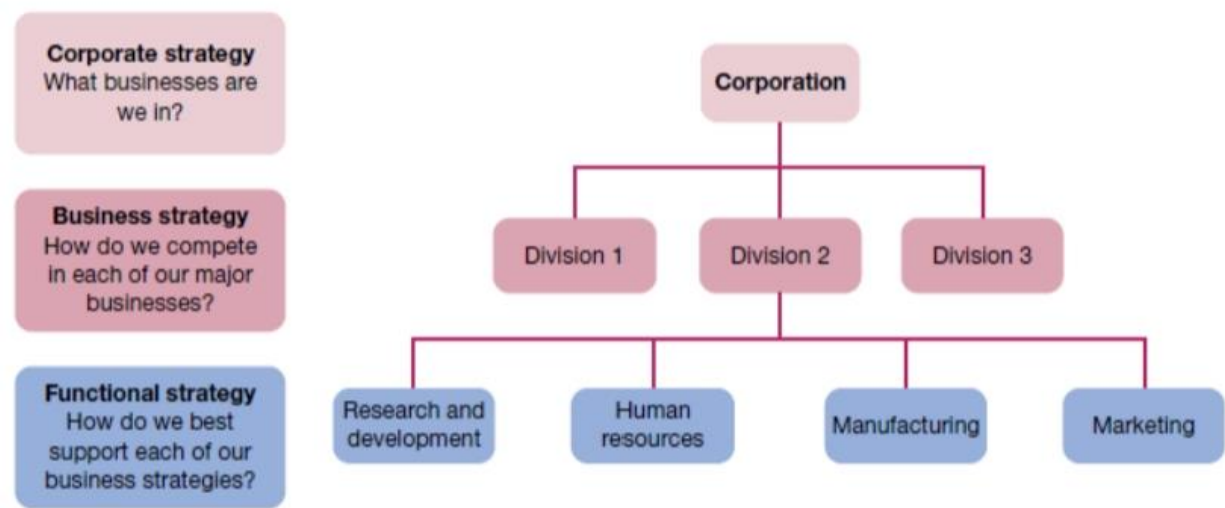 Corporate strategy
What businesses are
we in?
Corporation
Business strategy
How do we compete
in each of our major
businesses?
Division 1
Division 2
Division 3
Functional strategy
How do we best
support each of our
business strategies?
Research and
development
Human
resources
Manufacturing
Marketing